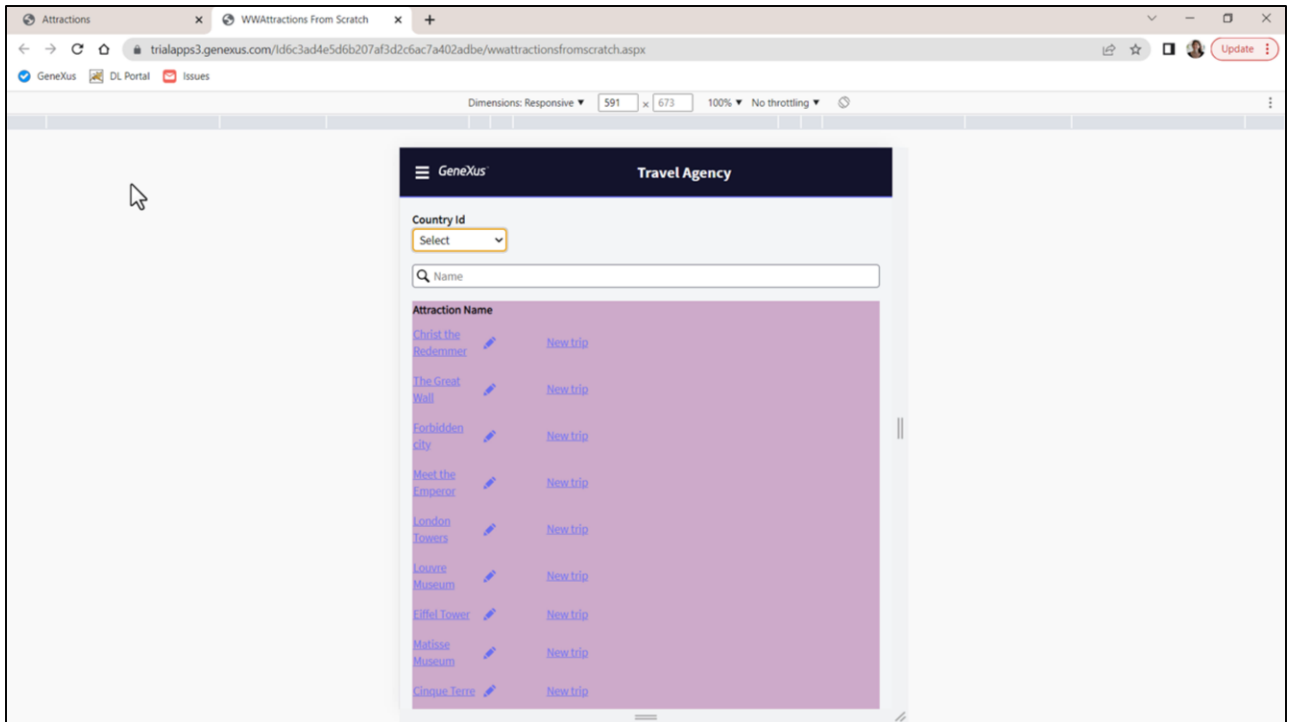 Attractions
WWAttractions From Scratch
trialapps3.genexus.com/Id6c3ad4e5d6b207af3d2c6ac7a402adbe/wwattractionsfromscratch.aspx
Update
GeneXus DL Portal Issues
Dimensions: Responsive ▼ 591 x 673 100% ▼ No throttling ▼
GeneXus Travel Agency
Country Id
Select
Name
Attraction Name
Christ the
Redemmer
New trip
The Great
Wall
New trip
Forbidden
city
New trip
Meet the
Emperor
New trip
London
Towers
New trip
Louvre
Museum
New trip
Eiffel Tower New trip
Matisse
Museum
New trip
Cinque Terre New trip